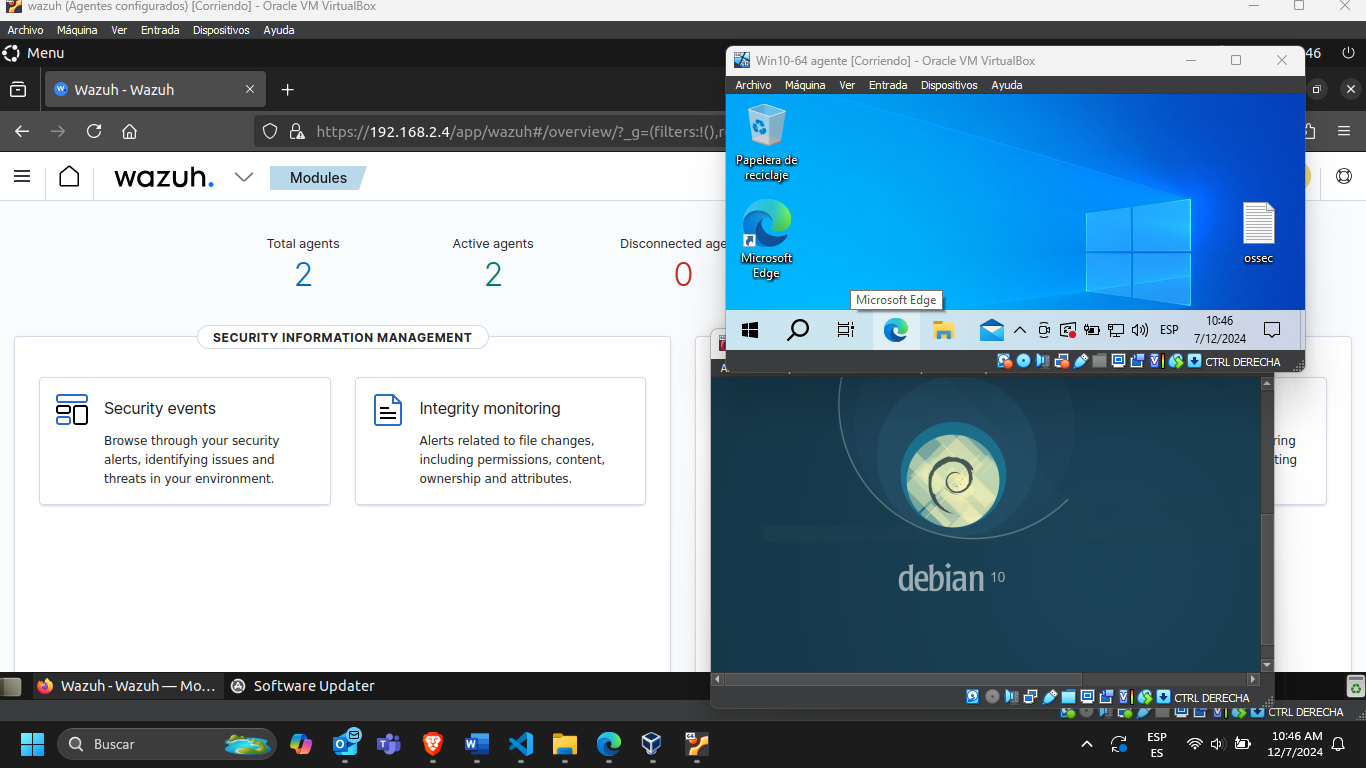 wazuh (Agentes configurados) [Corriendo] - Oracle VM VirtualBox
Archivo Máquina Ver Entrada Dispositivos Ayuda
Menu
46
Wazuh - Wazuh
https://192.168.2.4/app/wazuh#/overview/?_g=(filters:!(),r
wazuh.
Modules
Total agents
2
Active agents
2
Disconnected age
0
SECURITY INFORMATION MANAGEMENT
Security events
Browse through your security
alerts, identifying issues and
threats in your environment.
Integrity monitoring
Alerts related to file changes,
including permissions, content,
ownership and attributes.
Win10-64 agente [Corriendo] - Oracle VM VirtualBox
Archivo Máquina Ver Entrada Dispositivos Ayuda
Papelera de
reciclaje
Microsoft
Edge
ossec
Microsoft Edge
ESP
10:46
7/12/2024
CTRL DERECHA
ring
ting
debian 10
CTRL DERECHA
Wazuh - Wazuh — Mo...
Software Updater
CTRL DERECHA
Buscar
ESP
ES
10:46 AM
12/7/2024